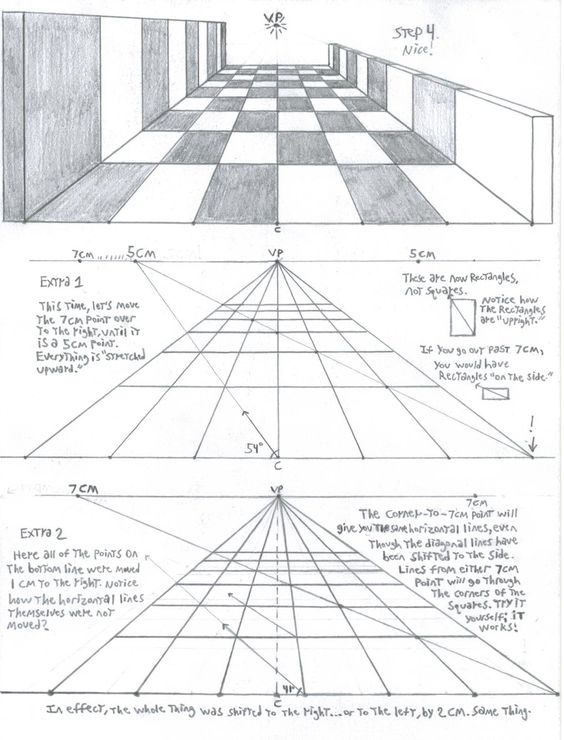 VP
STEP 4.
Nice!
C
7cm
5cm
VP
5cm
Extra 1
This time, let's move
the 7cm point over
to the right, until it
is a 5cm point.
Everything is "stretched
upward."
These are now rectangles,
not squares.
Notice how
the rectangles
are "upright."
If you go out past 7cm,
you would have
rectangles "on the side."
!
54°
C
7cm
VP
7cm
Extra 2
Here all of the points on
the bottom line were moved
1 cm to the right. Notice
how the horizontal lines
themselves were not
moved?
The corner-to-7cm point will
give you the same horizontal lines, even
though the diagonal lines have
been shifted to the side.
Lines from either 7cm
point will go through
the corners of the
squares. Try it
yourself; it
works!
41°
C
In effect, the whole thing was shifted to the right...or to the left, by 2 cm. Same thing.